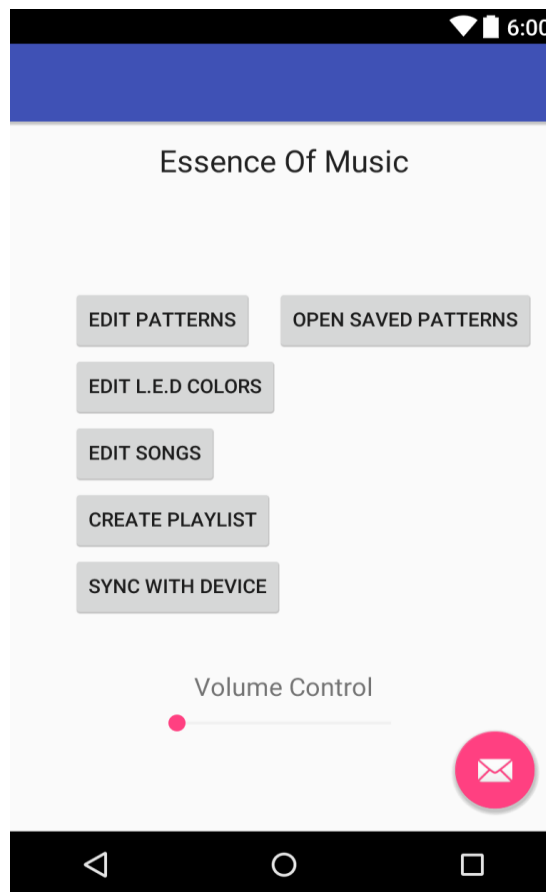 6:00
Essence Of Music
EDIT PATTERNS
OPEN SAVED PATTERNS
EDIT L.E.D COLORS
EDIT SONGS
CREATE PLAYLIST
SYNC WITH DEVICE
Volume Control